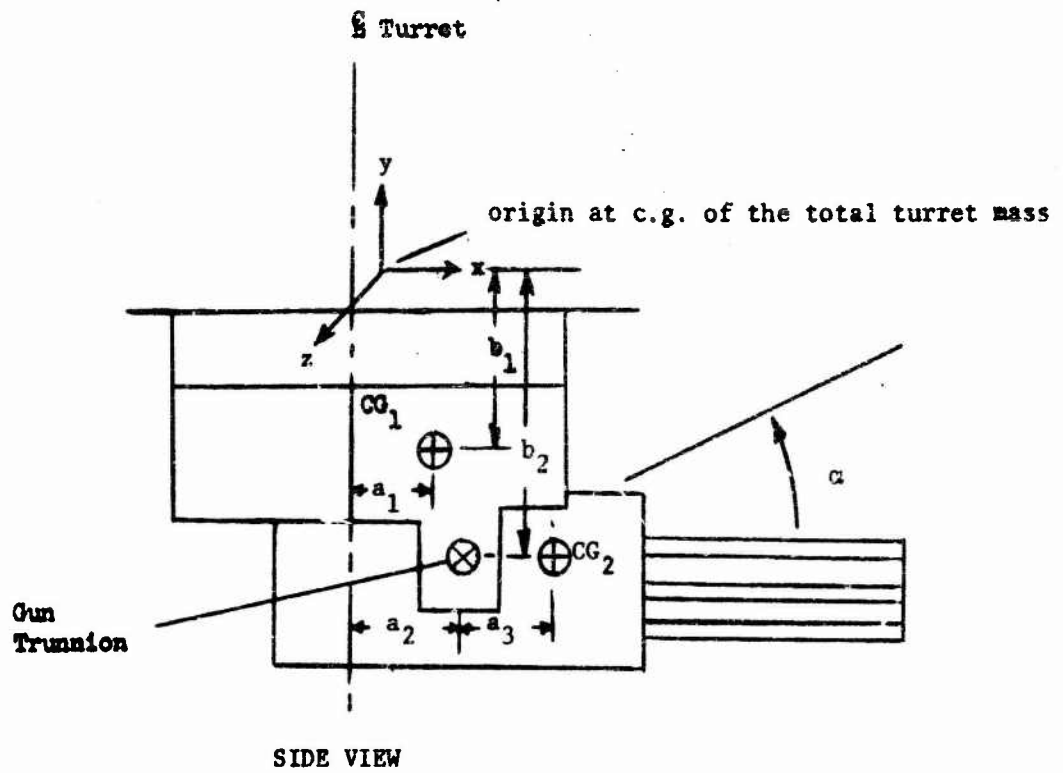 ℄ Turret
y
origin at c.g. of the total turret mass
x
z
b1
CG1
b2
a1
α
CG2
Gun
Trunnion
a2
a3
SIDE VIEW